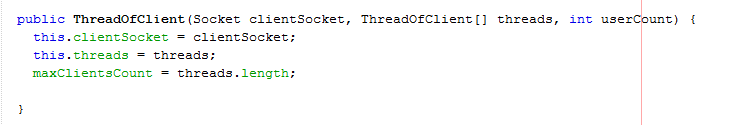 public ThreadOfClient(Socket clientSocket, ThreadOfClient[] threads, int userCount) {
this.clientSocket = clientSocket;
this.threads = threads;
maxClientsCount = threads.length;
}